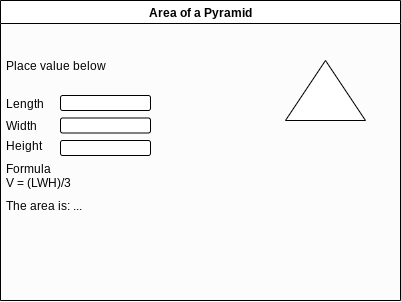 Area of a Pyramid
Place value below
Length
Width
Height
Formula
V = (LWH)/3
The area is: ...